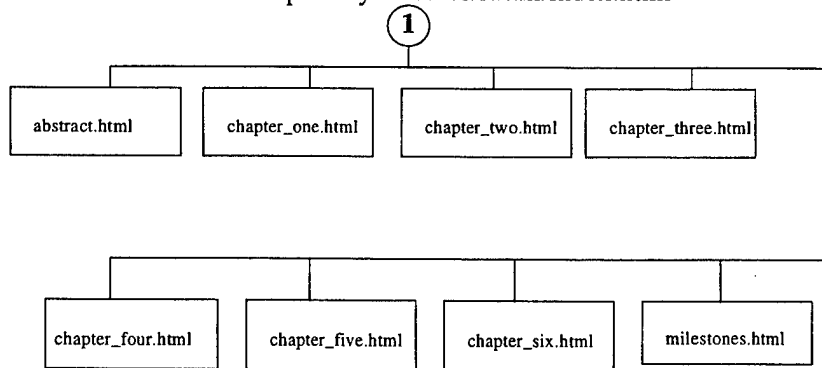 1
abstract.html
chapter_one.html
chapter_two.html
chapter_three.html
chapter_four.html
chapter_five.html
chapter_six.html
milestones.html